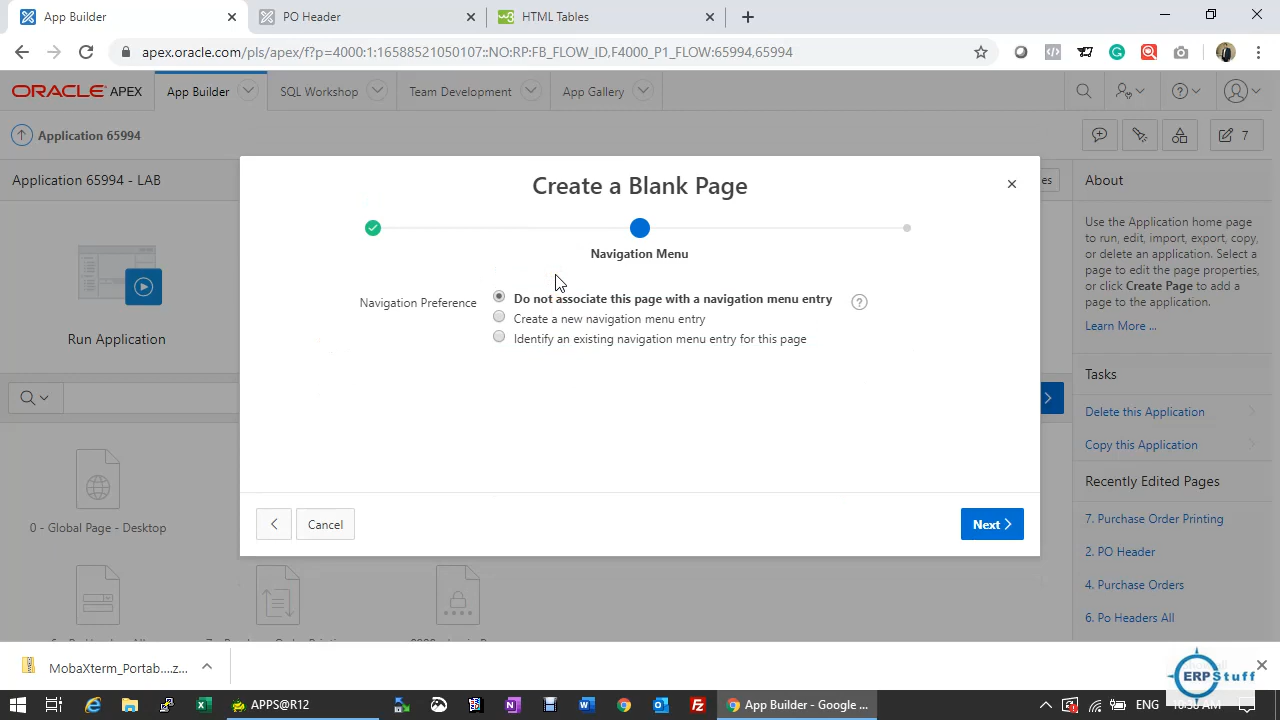 App Builder
PO Header
HTML Tables
apex.oracle.com/pls/apex/f?p=4000:1:16588521050107::NO:RP:FB_FLOW_ID,F4000_P1_FLOW:65994,65994
ORACLE APEX
App Builder
SQL Workshop
Team Development
App Gallery
Application 65994
7
Application 65994 - LAB
Create a Blank Page
About
Navigation Menu
Use the Application home page
to run, edit, import, export, copy,
or delete an application. Select a
page to edit the page properties,
or click Create Page to add a
page to the application.
Learn More ...
Navigation Preference
Do not associate this page with a navigation menu entry
Create a new navigation menu entry
Identify an existing navigation menu entry for this page
Run Application
Tasks
Delete this Application
Copy this Application
Recently Edited Pages
7. Purchase Order Printing
2. PO Header
4. Purchase Orders
6. Po Headers All
Cancel
Next
0 - Global Page - Desktop
MobaXterm_Portab....z...
ERPStuff
APPS@R12
App Builder - Google ...
ENG